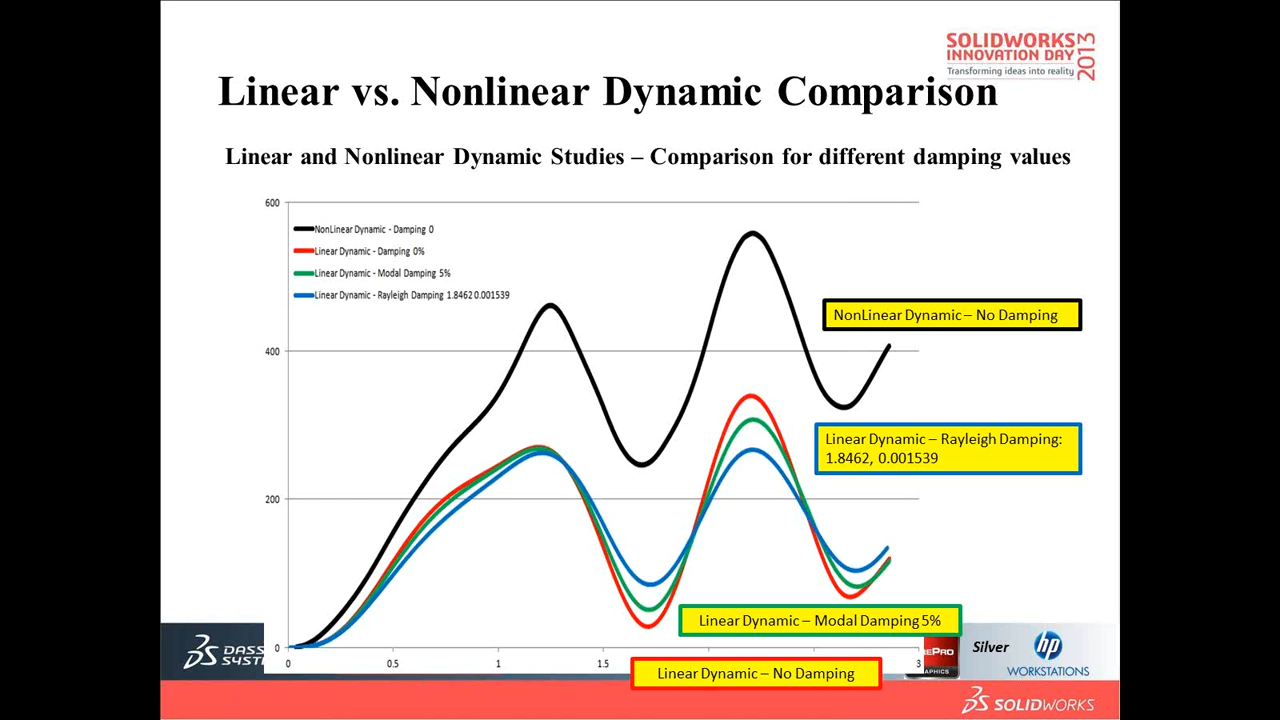 SOLIDWORKS
INNOVATION DAY
2013
Transforming ideas into reality
Linear vs. Nonlinear Dynamic Comparison
Linear and Nonlinear Dynamic Studies – Comparison for different damping values
600
NonLinear Dynamic - Damping 0
Linear Dynamic - Damping 0%
Linear Dynamic - Modal Damping 5%
Linear Dynamic - Rayleigh Damping 1.8462 0.001539
NonLinear Dynamic – No Damping
400
Linear Dynamic – Rayleigh Damping:
1.8462, 0.001539
200
Linear Dynamic – Modal Damping 5%
0
0
0.5
1
1.5
3
Linear Dynamic – No Damping
DASS
SYST
Silver
hp
WORKSTATIONS
SOLIDWORKS